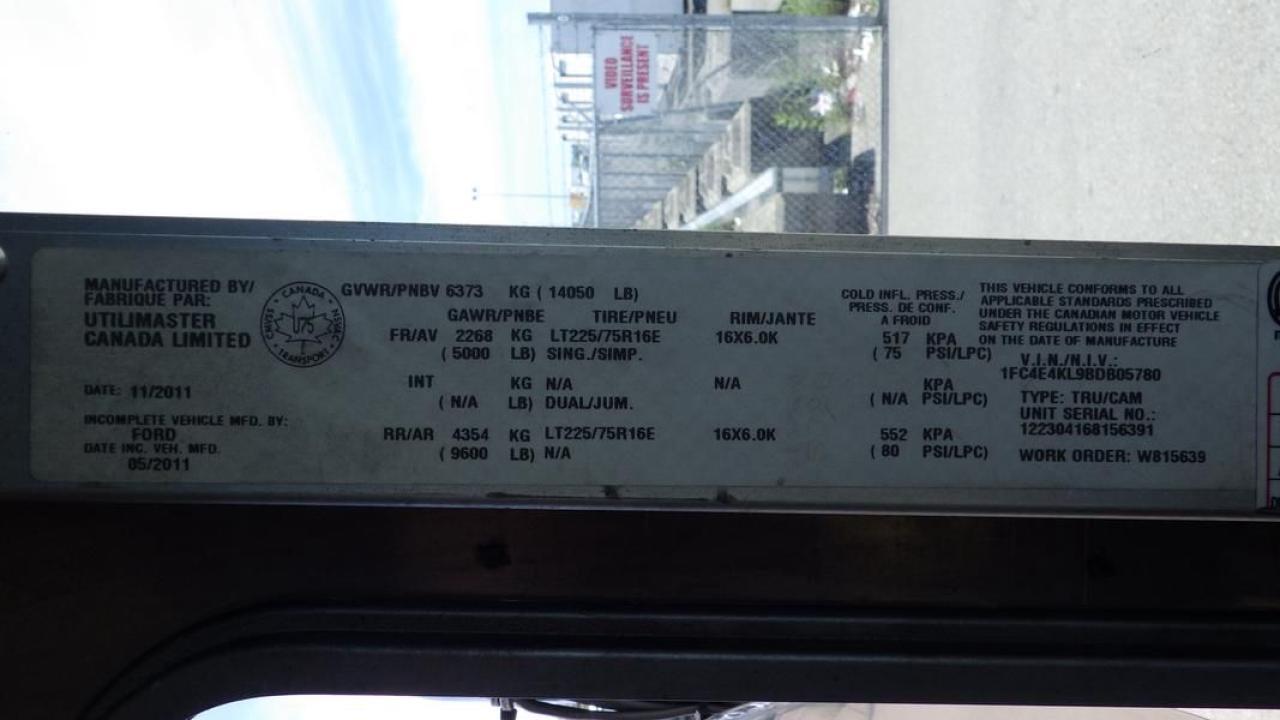 VIDEO
SURVEILLANCE
IS PRESENT
MANUFACTURED BY/
FABRIQUE PAR:
UTILIMASTER
CANADA LIMITED
DATE: 11/2011
INCOMPLETE VEHICLE MFD. BY:
FORD
DATE INC. VEH. MFD.
05/2011
CANADA
TRANSPORT
U75
GVWR/PNBV 6373 KG ( 14050 LB)
GAWR/PNBE TIRE/PNEU RIM/JANTE COLD INFL. PRESS./
PRESS. DE CONF.
A FROID
FR/AV 2268 KG LT225/75R16E 16X6.0K 517 KPA
( 5000 LB) SING./SIMP. ( 75 PSI/LPC)
INT KG N/A N/A KPA
( N/A LB) DUAL/JUM. ( N/A PSI/LPC)
RR/AR 4354 KG LT225/75R16E 16X6.0K 552 KPA
( 9600 LB) N/A ( 80 PSI/LPC)
THIS VEHICLE CONFORMS TO ALL
APPLICABLE STANDARDS PRESCRIBED
UNDER THE CANADIAN MOTOR VEHICLE
SAFETY REGULATIONS IN EFFECT
ON THE DATE OF MANUFACTURE
V.I.N./N.I.V.:
1FC4E4KL9BDB05780
TYPE: TRU/CAM
UNIT SERIAL NO.:
122304168156391
WORK ORDER: W815639